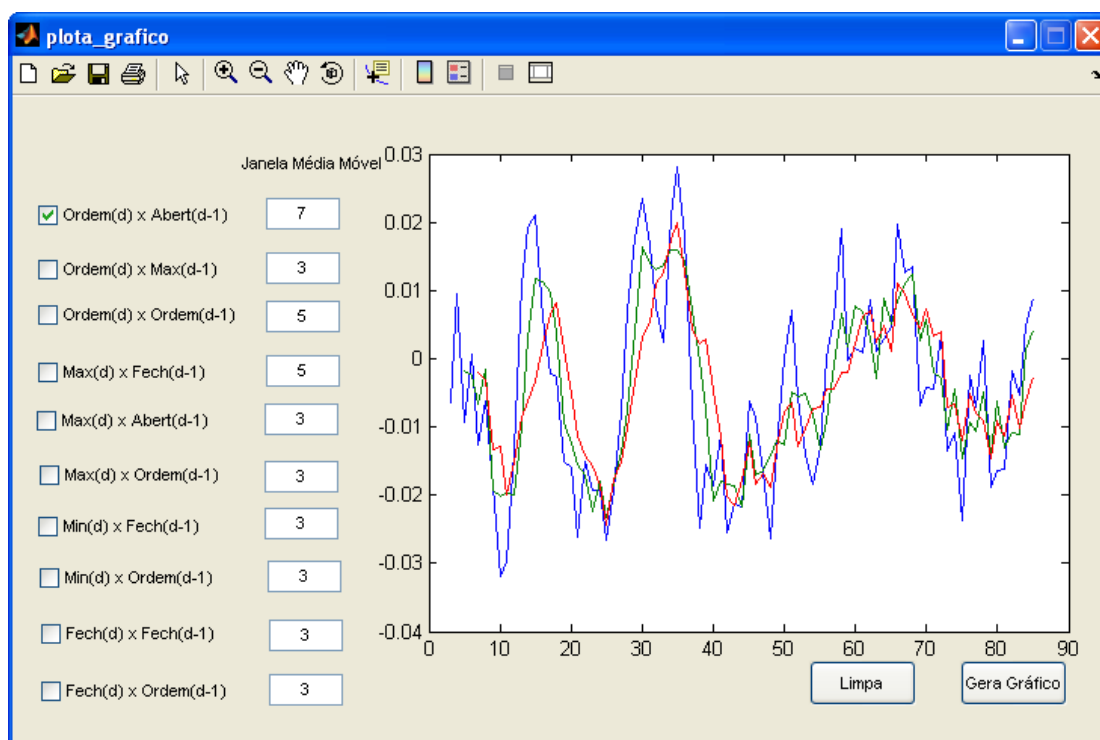 plota_grafico
Janela Média Móvel
Ordem(d) x Abert(d-1) 7
Ordem(d) x Max(d-1) 3
Ordem(d) x Ordem(d-1) 5
Max(d) x Fech(d-1) 5
Max(d) x Abert(d-1) 3
Max(d) x Ordem(d-1) 3
Min(d) x Fech(d-1) 3
Min(d) x Ordem(d-1) 3
Fech(d) x Fech(d-1) 3
Fech(d) x Ordem(d-1) 3
0.03
0.02
0.01
0
-0.01
-0.02
-0.03
-0.04
0 10 20 30 40 50 60 70 80 90
Limpa Gera Gráfico